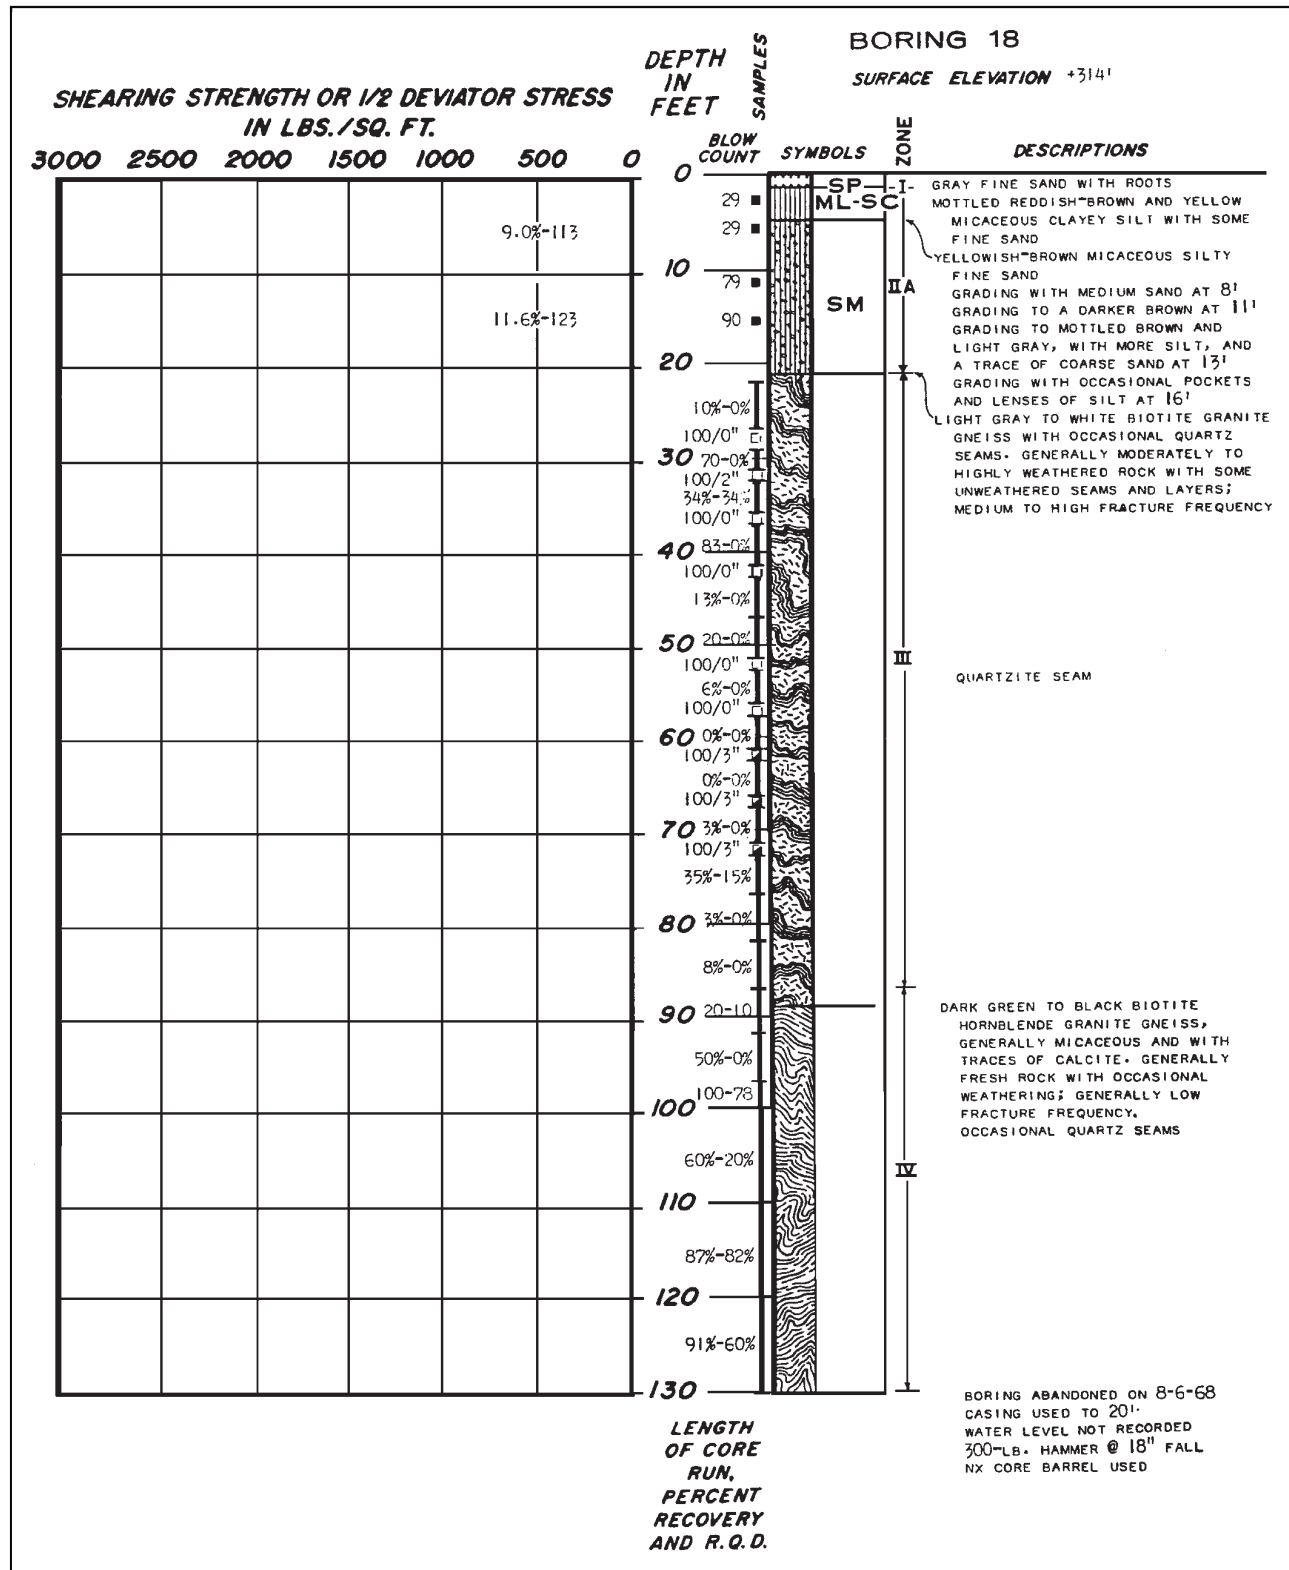 BORING 18
SURFACE ELEVATION +314'
SHEARING STRENGTH OR 1/2 DEVIATOR STRESS
IN LBS./SQ. FT.
3000 2500 2000 1500 1000 500 0
DEPTH
IN
FEET
SAMPLES
BLOW
COUNT
SYMBOLS
ZONE
DESCRIPTIONS
0
SP
I
GRAY FINE SAND WITH ROOTS
29
ML-SC
MOTTLED REDDISH-BROWN AND YELLOW
MICACEOUS CLAYEY SILT WITH SOME
FINE SAND
9.0%-113
29
YELLOWISH-BROWN MICACEOUS SILTY
FINE SAND
10
79
IIA
GRADING WITH MEDIUM SAND AT 8'
SM
GRADING TO A DARKER BROWN AT 11'
11.6%-123
90
GRADING TO MOTTLED BROWN AND
LIGHT GRAY, WITH MORE SILT, AND
A TRACE OF COARSE SAND AT 13'
20
GRADING WITH OCCASIONAL POCKETS
AND LENSES OF SILT AT 16'
10%-0%
LIGHT GRAY TO WHITE BIOTITE GRANITE
GNEISS WITH OCCASIONAL QUARTZ
SEAMS. GENERALLY MODERATELY TO
HIGHLY WEATHERED ROCK WITH SOME
UNWEATHERED SEAMS AND LAYERS;
MEDIUM TO HIGH FRACTURE FREQUENCY
100/0"
30 70-0%
100/2"
34%-34%
100/0"
40 83-0%
100/0"
13%-0%
50 20-0%
III
100/0"
QUARTZITE SEAM
6%-0%
100/0"
60 0%-0%
100/3"
0%-0%
100/3"
70 3%-0%
100/3"
35%-15%
80 3%-0%
8%-0%
90 20-10
DARK GREEN TO BLACK BIOTITE
HORNBLENDE GRANITE GNEISS,
GENERALLY MICACEOUS AND WITH
TRACES OF CALCITE. GENERALLY
FRESH ROCK WITH OCCASIONAL
WEATHERING; GENERALLY LOW
FRACTURE FREQUENCY.
OCCASIONAL QUARTZ SEAMS
50%-0%
100-78
100
60%-20%
IV
110
87%-82%
120
91%-60%
130
BORING ABANDONED ON 8-6-68
CASING USED TO 20'.
WATER LEVEL NOT RECORDED
300-LB. HAMMER @ 18" FALL
NX CORE BARREL USED
LENGTH
OF CORE
RUN,
PERCENT
RECOVERY
AND R.Q.D.